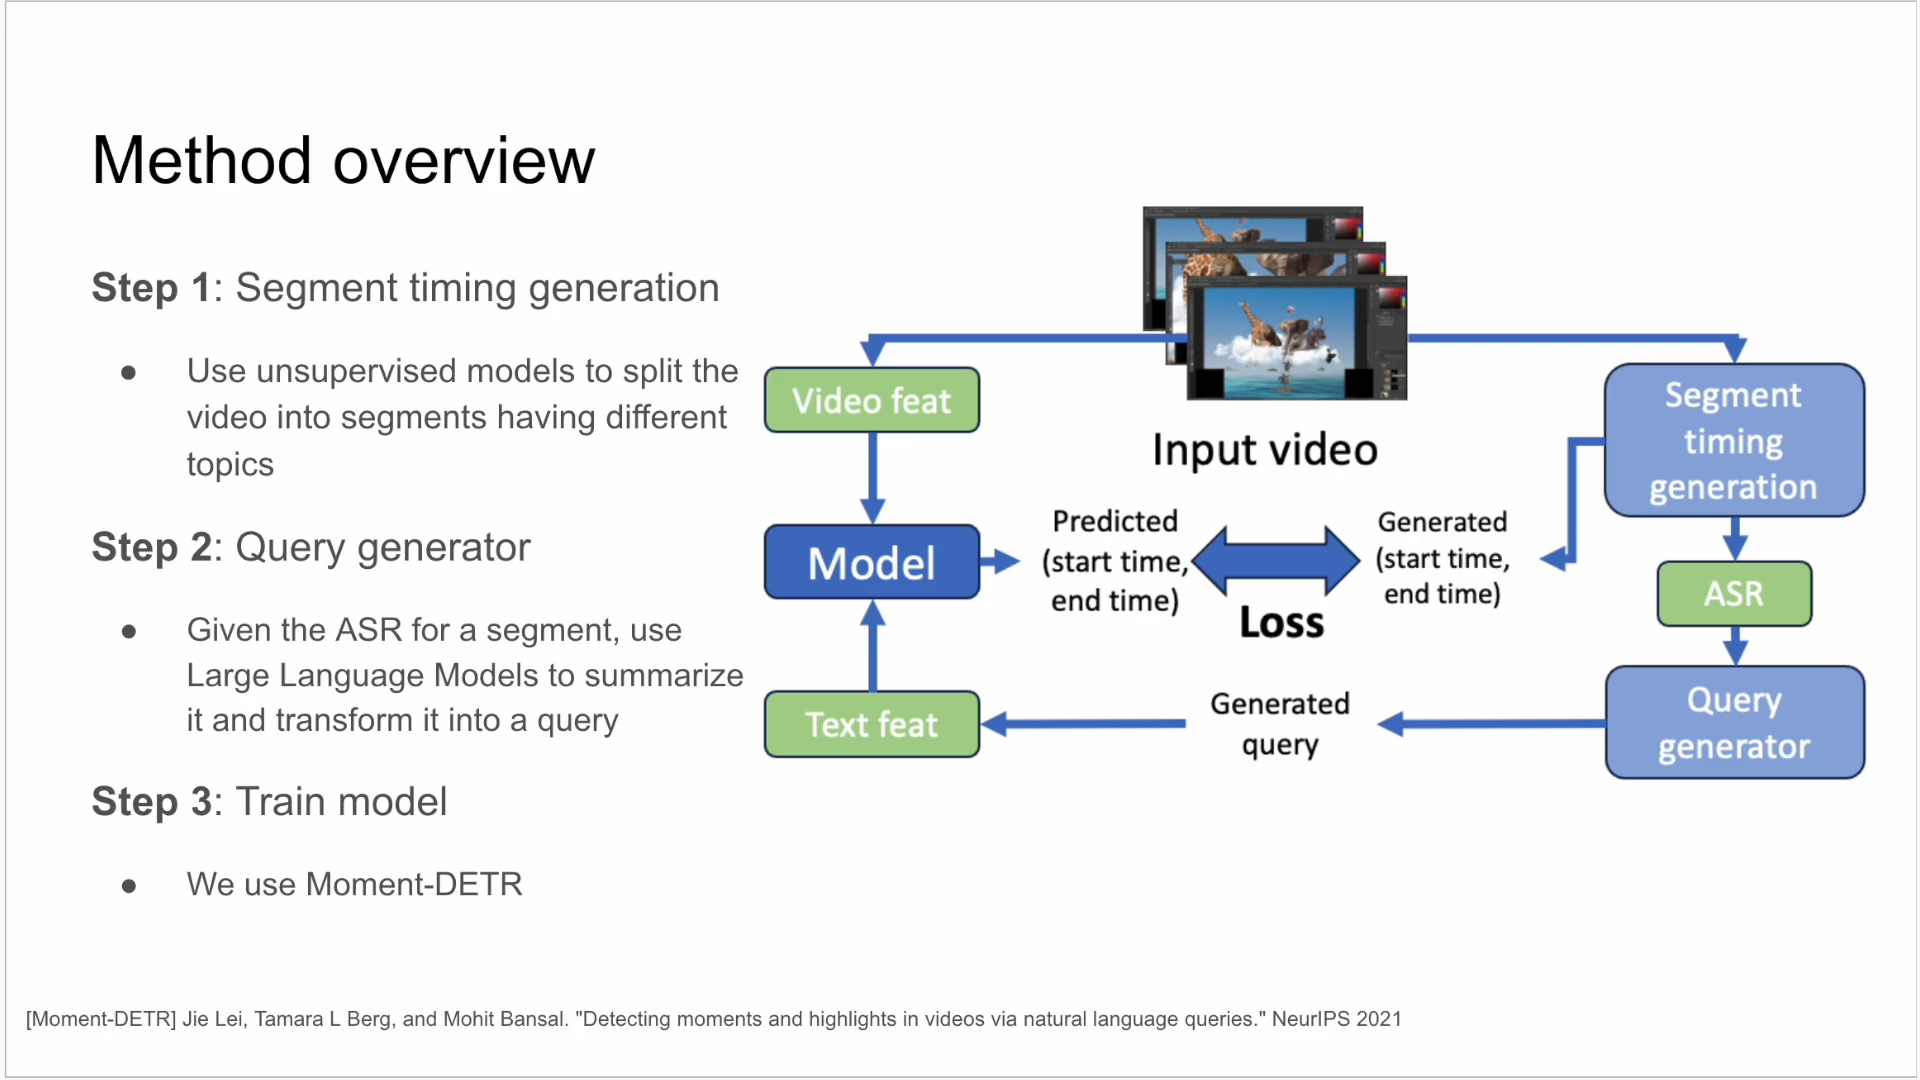 Method overview
Step 1: Segment timing generation
● Use unsupervised models to split the
video into segments having different
topics
Step 2: Query generator
● Given the ASR for a segment, use
Large Language Models to summarize
it and transform it into a query
Step 3: Train model
● We use Moment-DETR
Input video
Video feat
Segment
timing
generation
Model
Predicted
(start time,
end time)
Loss
Generated
(start time,
end time)
ASR
Text feat
Generated
query
Query
generator
[Moment-DETR] Jie Lei, Tamara L Berg, and Mohit Bansal. "Detecting moments and highlights in videos via natural language queries." NeurIPS 2021